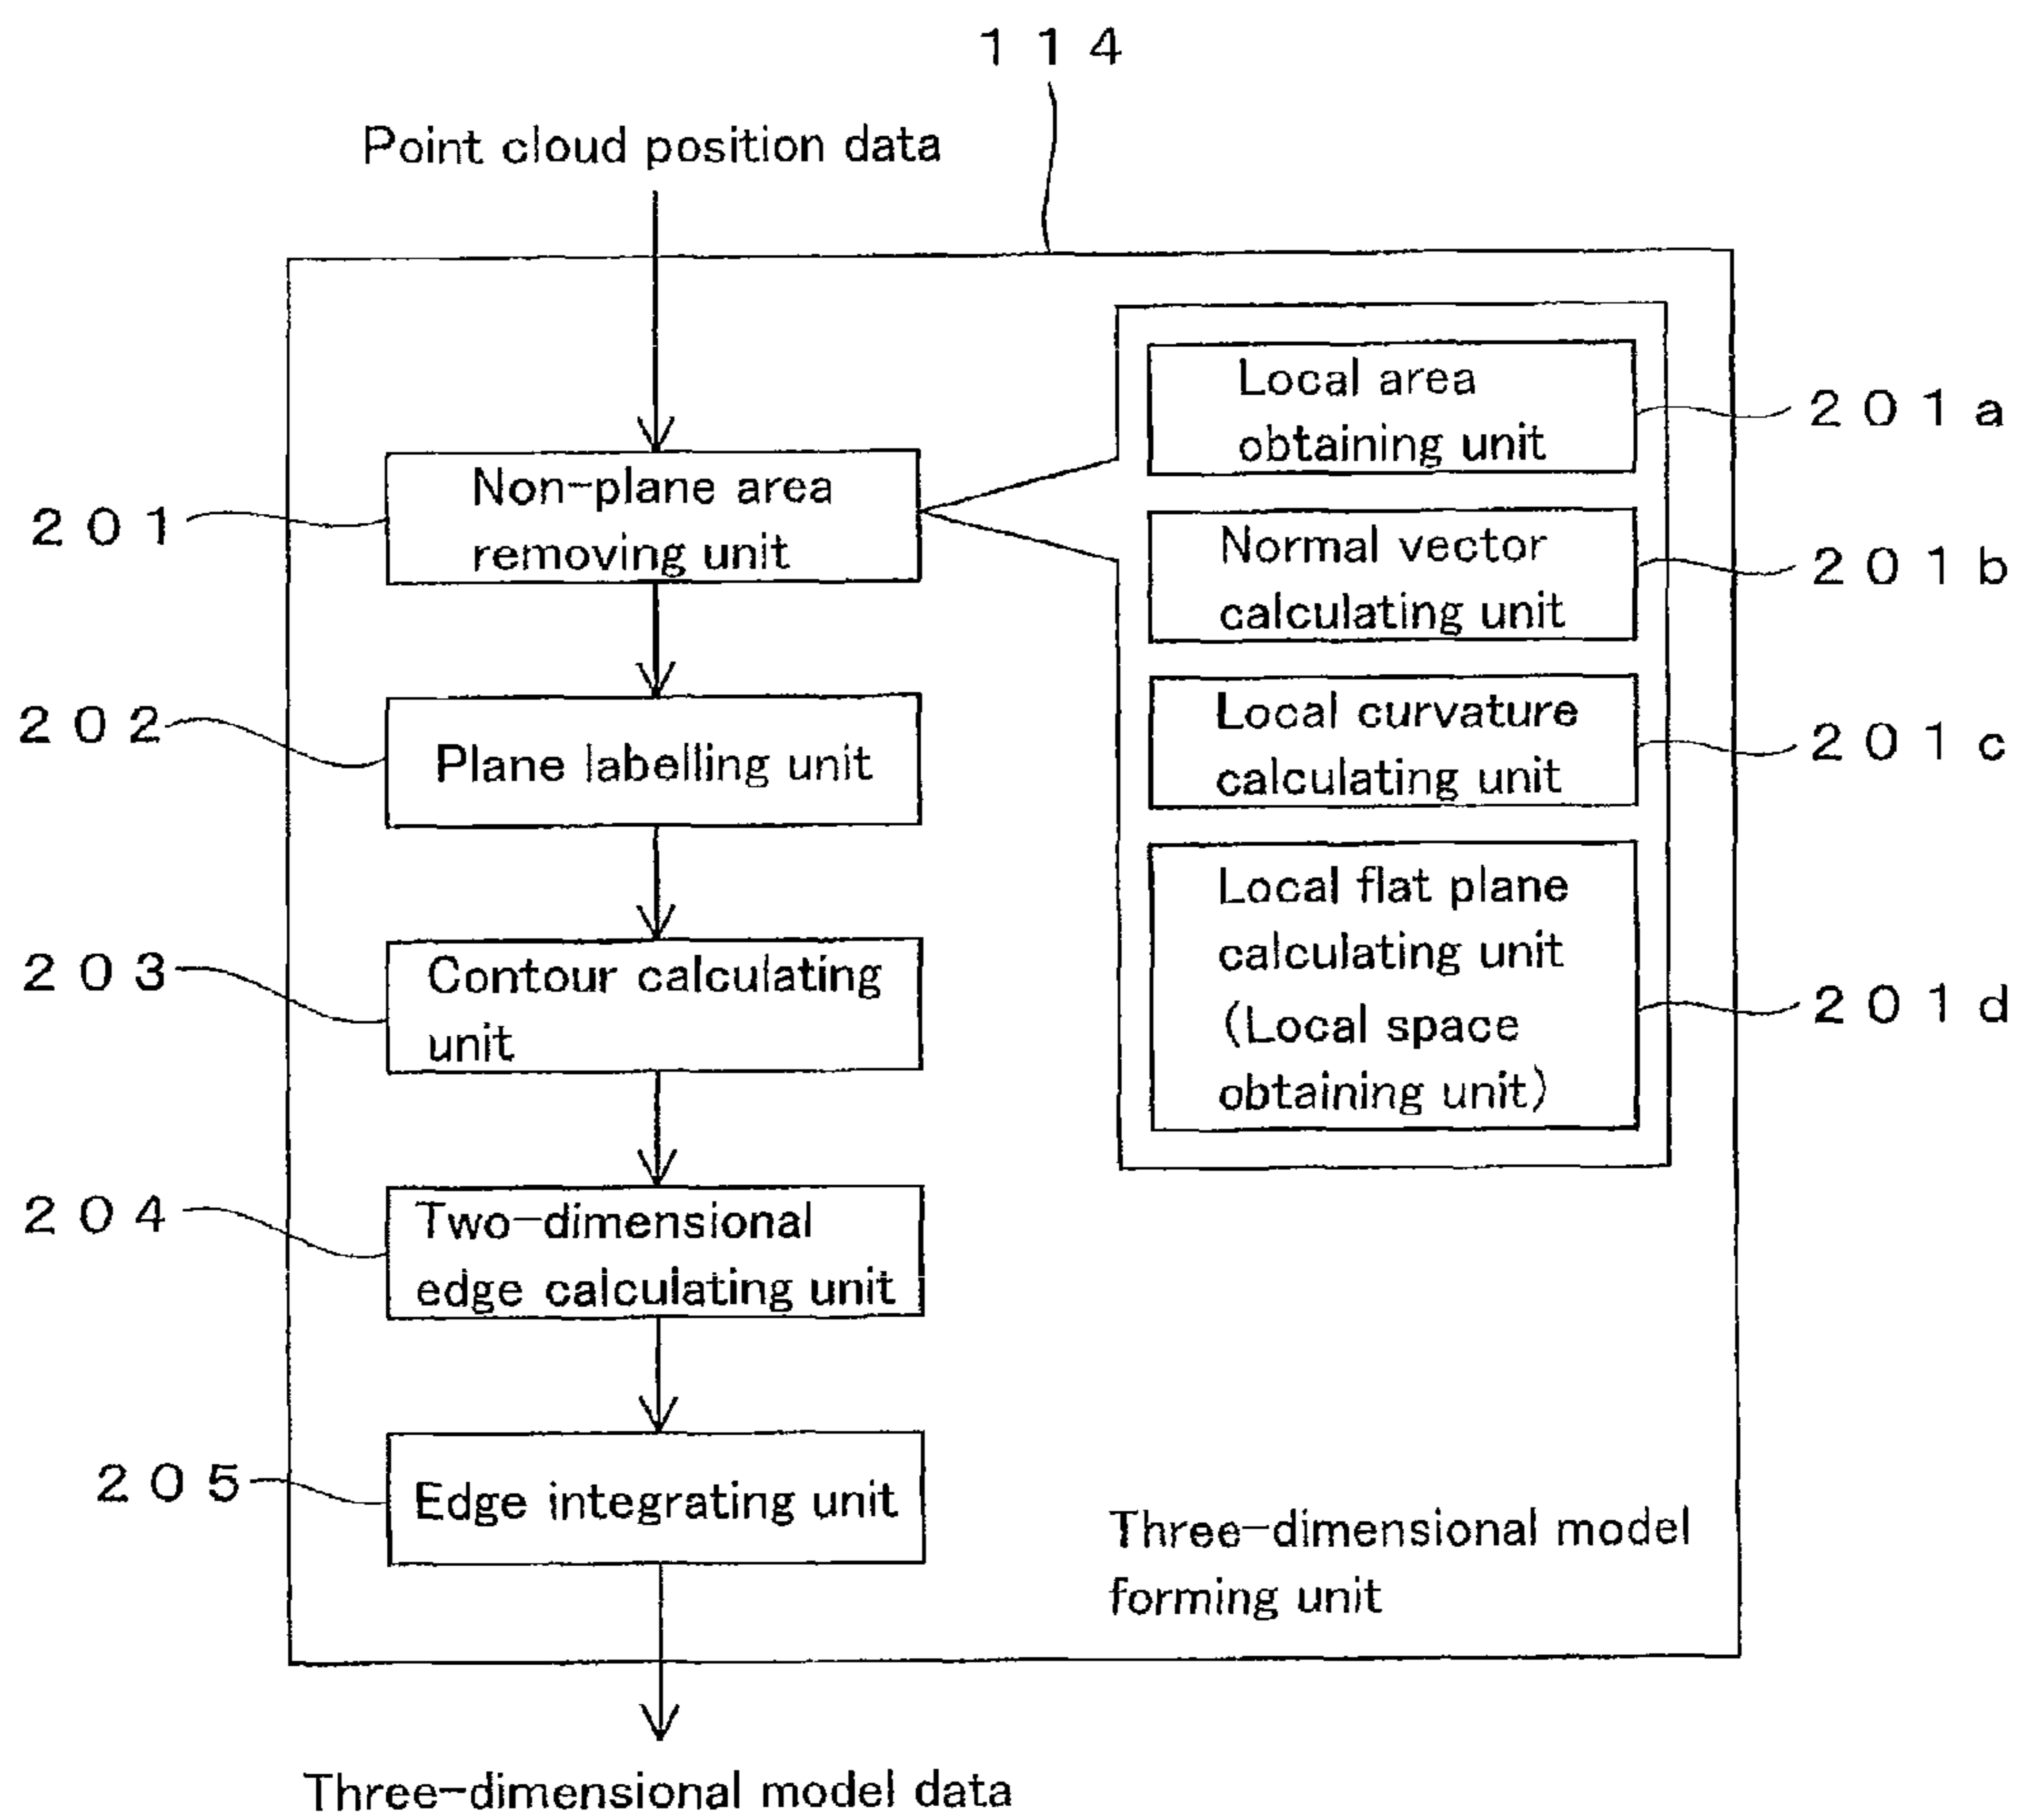 114
Point cloud position data
Local area
obtaining unit
201a
Non-plane area
removing unit
201
Normal vector
calculating unit
201b
202
Plane labelling unit
Local curvature
calculating unit
201c
Local flat plane
calculating unit
(Local space
obtaining unit)
201d
203
Contour calculating
unit
204
Two-dimensional
edge calculating unit
205
Edge integrating unit
Three-dimensional model
forming unit
Three-dimensional model data